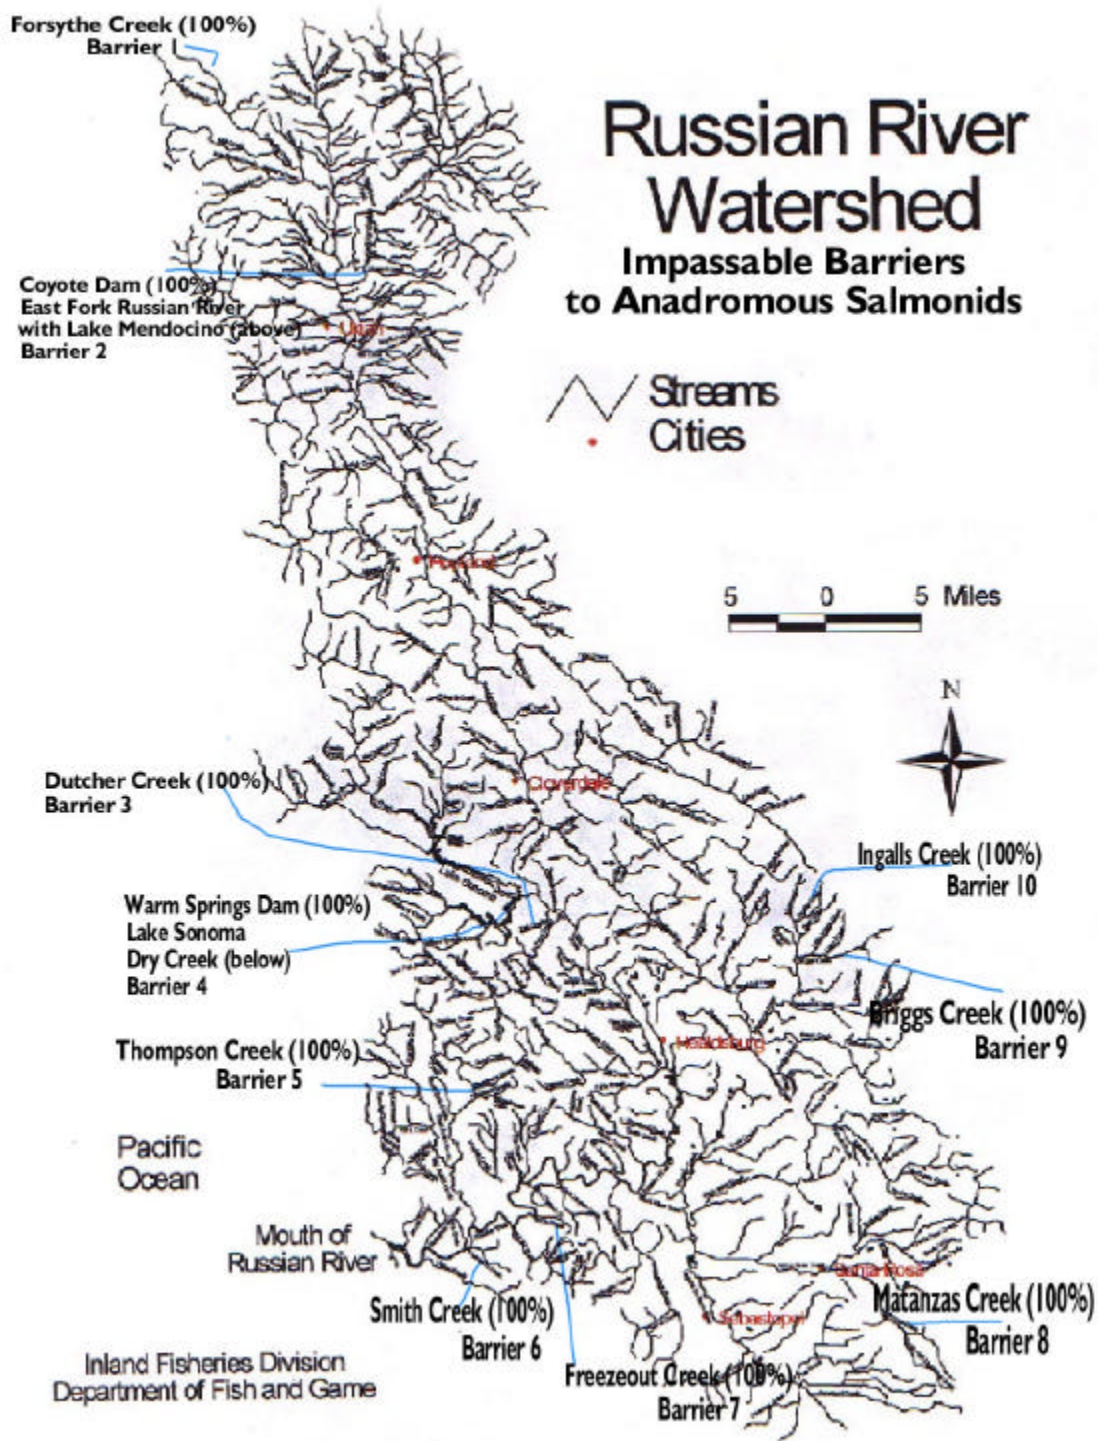 Forsythe Creek (100%)
Barrier 1
Russian River
Watershed
Impassable Barriers
to Anadromous Salmonids
Coyote Dam (100%)
East Fork Russian River
with Lake Mendocino (above)
Barrier 2
Ukiah
Streams
Cities
5 0 5 Miles
N
Cloverdale
Dutcher Creek (100%)
Barrier 3
Ingalls Creek (100%)
Barrier 10
Warm Springs Dam (100%)
Lake Sonoma
Dry Creek (below)
Barrier 4
Briggs Creek (100%)
Barrier 9
Healdsburg
Thompson Creek (100%)
Barrier 5
Pacific
Ocean
Mouth of
Russian River
Santa Rosa
Smith Creek (100%)
Barrier 6
Matanzas Creek (100%)
Barrier 8
Sebastopol
Freezeout Creek (100%)
Barrier 7
Inland Fisheries Division
Department of Fish and Game